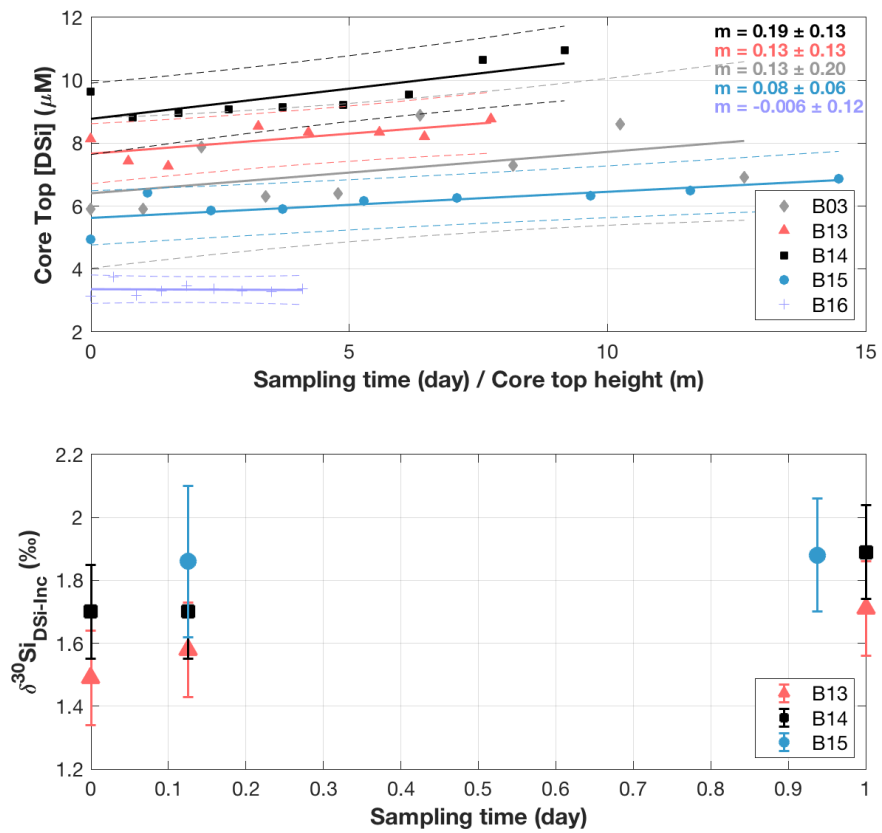 12
10
8
6
4
2
Core Top [DSi] (μM)
m = 0.19 ± 0.13
m = 0.13 ± 0.13
m = 0.13 ± 0.20
m = 0.08 ± 0.06
m = -0.006 ± 0.12
B03
B13
B14
B15
B16
0 5 10 15
Sampling time (day) / Core top height (m)
2.2
2
1.8
1.6
1.4
1.2
δ30SiDSi-Inc (‰)
B13
B14
B15
0 0.1 0.2 0.3 0.4 0.5 0.6 0.7 0.8 0.9 1
Sampling time (day)